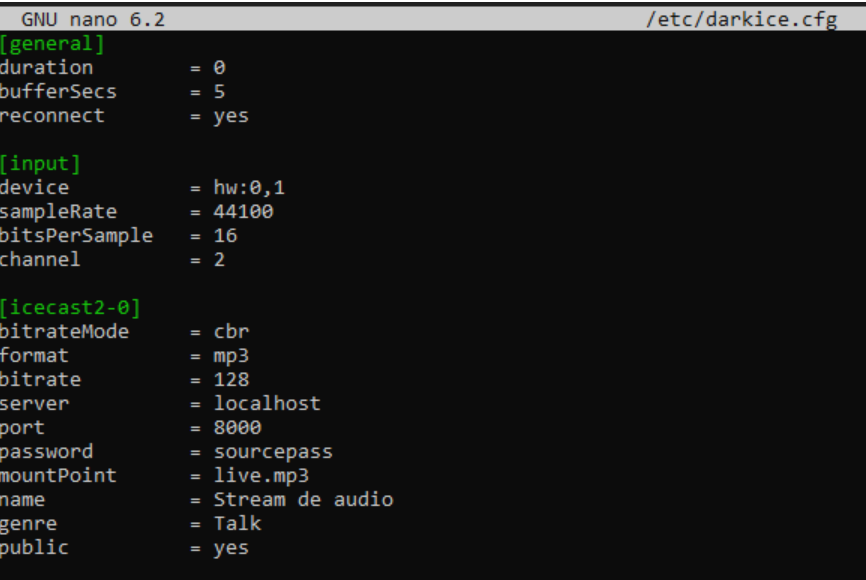 GNU nano 6.2 /etc/darkice.cfg
[general]
duration = 0
bufferSecs = 5
reconnect = yes
[input]
device = hw:0,1
sampleRate = 44100
bitsPerSample = 16
channel = 2
[icecast2-0]
bitrateMode = cbr
format = mp3
bitrate = 128
server = localhost
port = 8000
password = sourcepass
mountPoint = live.mp3
name = Stream de audio
genre = Talk
public = yes